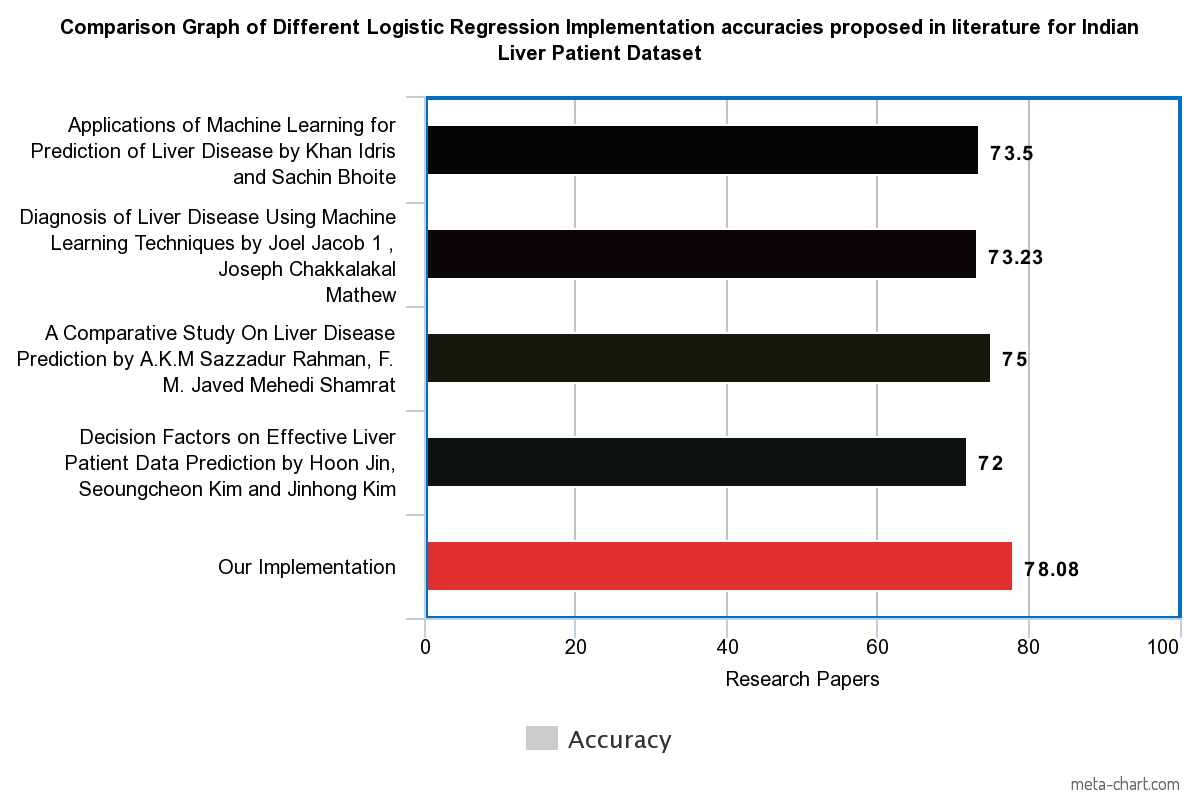 Comparison Graph of Different Logistic Regression Implementation accuracies proposed in literature for Indian
Liver Patient Dataset
Applications of Machine Learning for
Prediction of Liver Disease by Khan Idris
and Sachin Bhoite
73.5
Diagnosis of Liver Disease Using Machine
Learning Techniques by Joel Jacob 1 ,
Joseph Chakkalakal
Mathew
73.23
A Comparative Study On Liver Disease
Prediction by A.K.M Sazzadur Rahman, F.
M. Javed Mehedi Shamrat
75
Decision Factors on Effective Liver
Patient Data Prediction by Hoon Jin,
Seoungcheon Kim and Jinhong Kim
72
Our Implementation
78.08
0 20 40 60 80 100
Research Papers
Accuracy
meta-chart.com